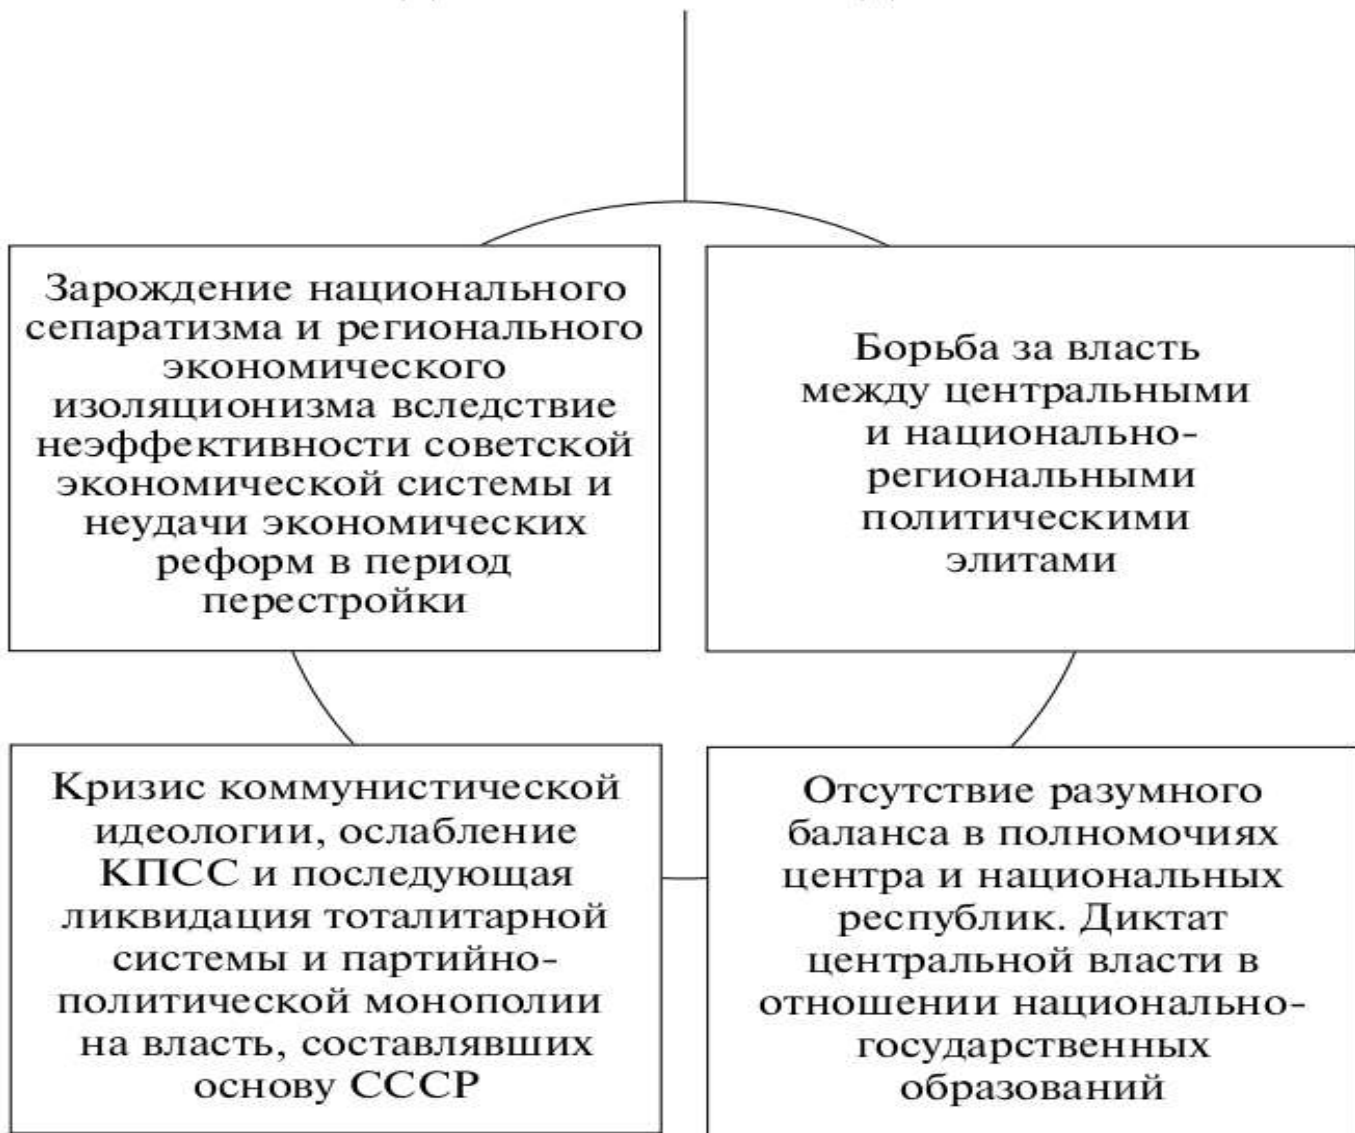 Зарождение национального
сепаратизма и регионального
экономического
изоляционизма вследствие
неэффективности советской
экономической системы и
неудачи экономических
реформ в период
перестройки
Борьба за власть
между центральными
и национально-
региональными
политическими
элитами
Кризис коммунистической
идеологии, ослабление
КПСС и последующая
ликвидация тоталитарной
системы и партийно-
политической монополии
на власть, составлявших
основу СССР
Отсутствие разумного
баланса в полномочиях
центра и национальных
республик. Диктат
центральной власти в
отношении национально-
государственных
образований